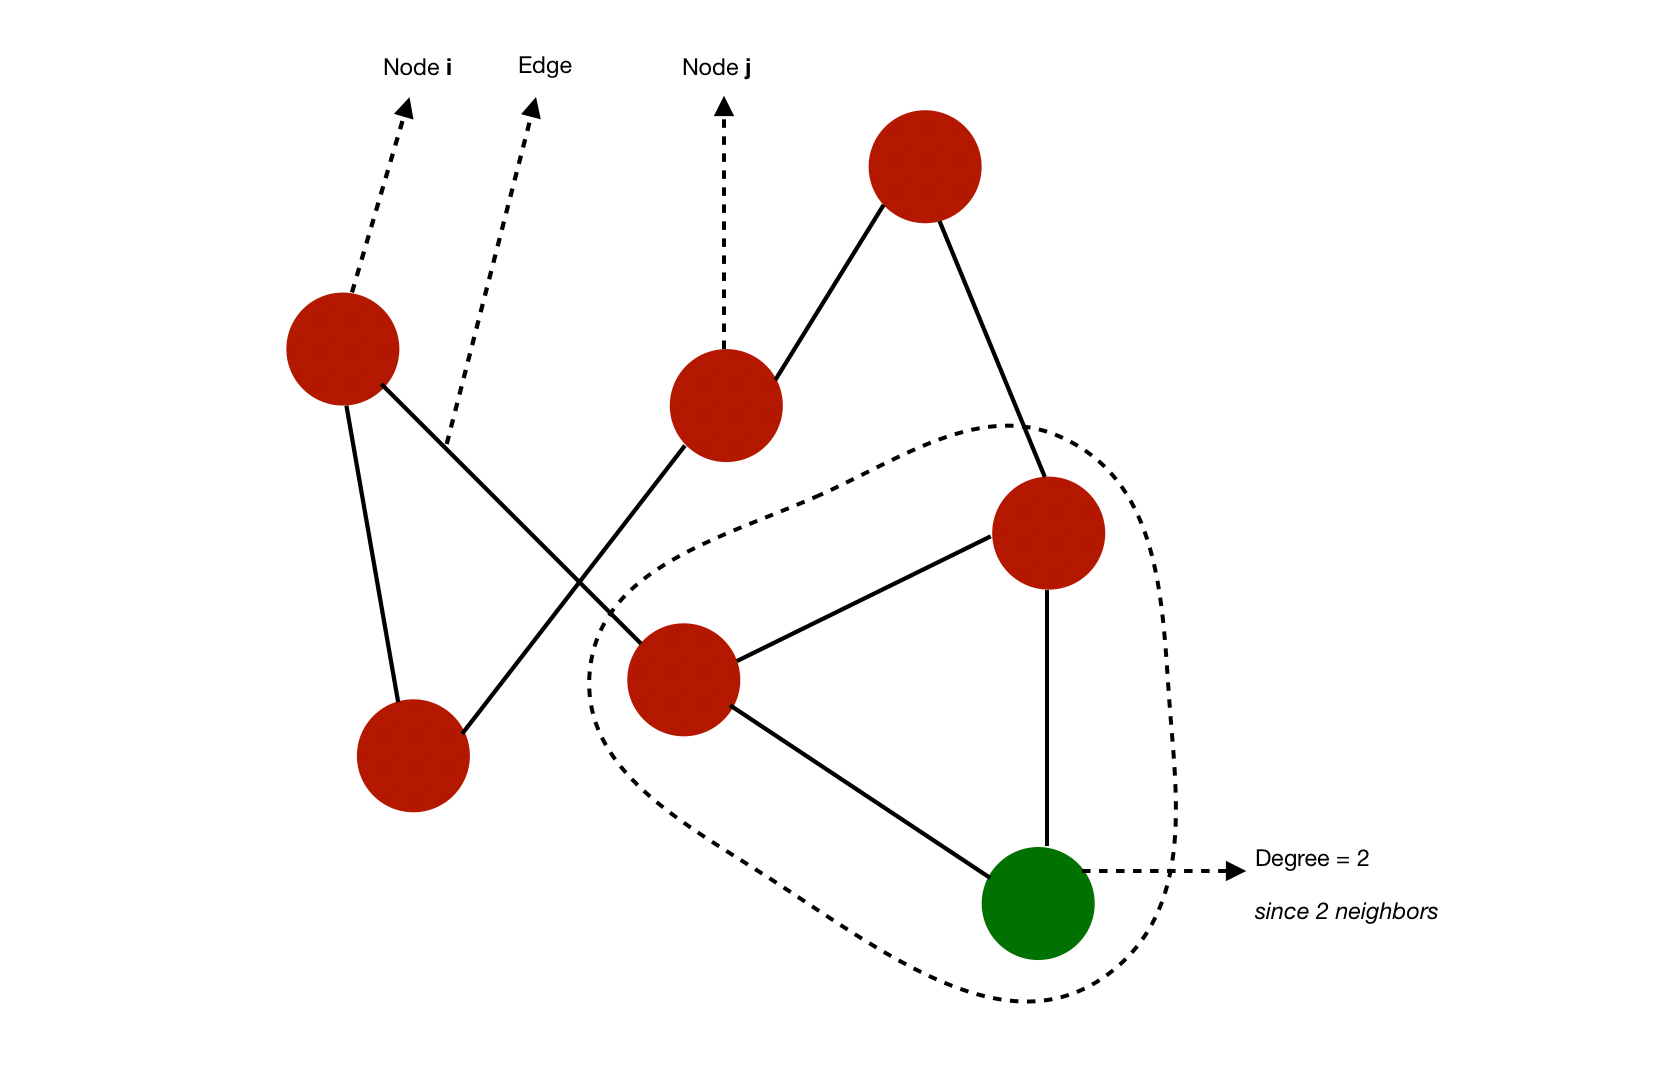 Node i
Edge
Node j
Degree = 2
since 2 neighbors